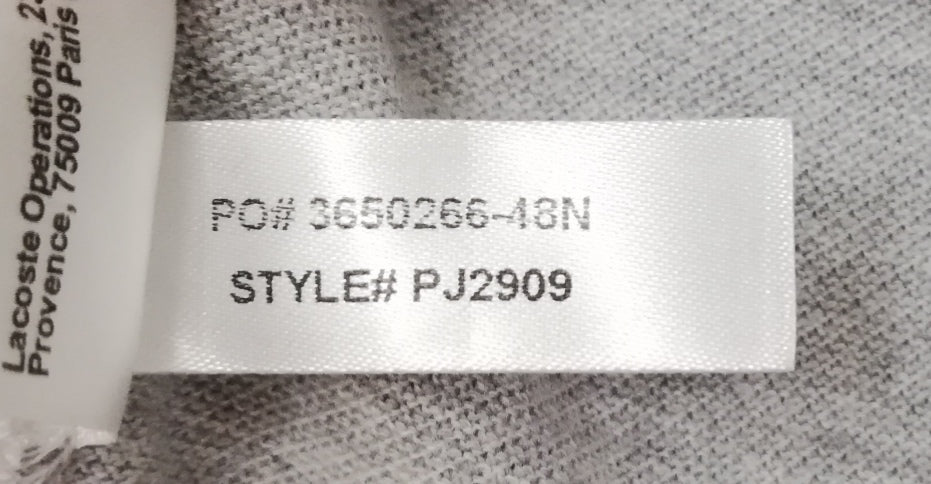 Lacoste Operations, 2
Provence, 75009 Paris
PO# 3650266-48N
STYLE# PJ2909